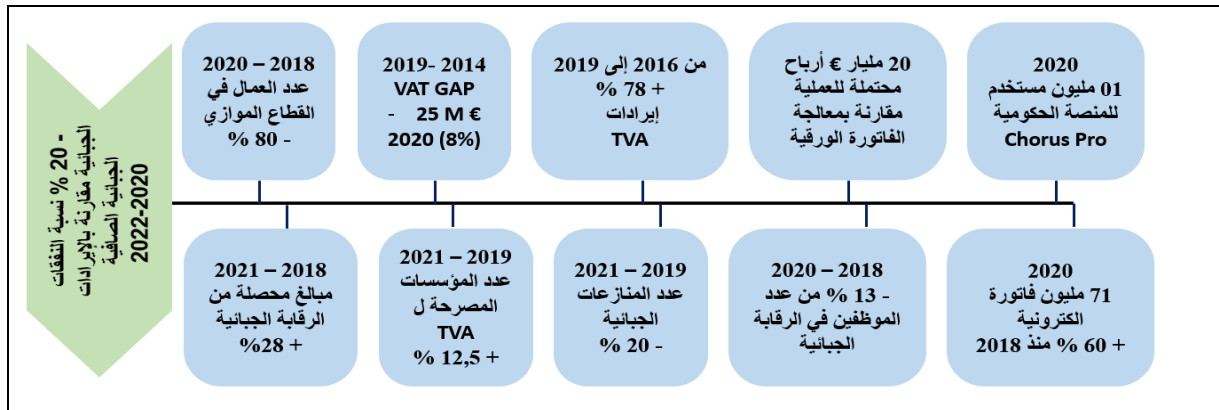 2020
01 مليون مستخدم
للمنصة الحكومية
Chorus Pro
20 مليار € أرباح
محتملة للعملية
مقارنة بمعالجة
الفاتورة الورقية
من 2016 إلى 2019
+ 78 %
إيرادات
TVA
2019- 2014
VAT GAP
- 25 M €
2020 (8%)
2020 – 2018
عدد العمال في
القطاع الموازي
- 80 %
2020
71 مليون فاتورة
الكترونية
+ 60 % منذ 2018
2020 – 2018
- 13 % من عدد
الموظفين في الرقابة
الجبائية
2021 – 2019
عدد المنازعات
الجبائية
- 20 %
2021 – 2019
عدد المؤسسات
المصرحة ل
TVA
+ 12,5 %
2021 – 2018
مبالغ محصلة من
الرقابة الجبائية
+ 28%
- 20 % نسبة النفقات
الجبائية مقارنة بالإيرادات
الجبائية الصافية
2022-2020